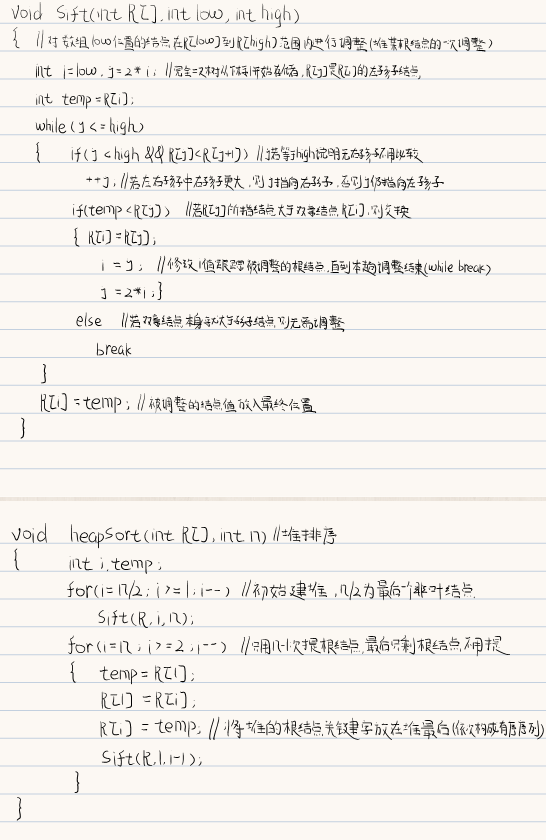 void Sift(int R[], int low, int high)
{ //对数组low位置的结点在R[low]到R[high]范围内进行调整(堆某根结点的一次调整)
int i=low, j=2*i; //完全二叉树从下标1开始存储,R[j]是R[i]的左孩子结点
int temp=R[i];
while(j<=high)
{ if(j<high && R[j]<R[j+1]) //若等于high说明无右孩子不用比较
++j; //若左右孩子中右孩子更大,则j指向右孩子,否则j仍指向左孩子
if(temp<R[j]) //若R[j]所指结点大于双亲结点R[i],则交换
{ R[i]=R[j];
i = j; //修改i值跟踪被调整的根结点,直到本趟调整结束(while break)
j = 2*i;}
else //若双亲结点本身就大于孩子结点,则无需调整
break
}
R[i]=temp; //被调整的结点值放入最终位置
}
void heapSort(int R[], int n) //堆排序
{ int i,temp;
for(i=n/2; i>=1; i--) //初始建堆,n/2为最后一个非叶结点
Sift(R,i,n);
for(i=n; i>=2; i--) //只用n-1次提根结点,最后只剩根结点不用提
{ temp=R[1];
R[1] =R[i];
R[i] = temp; //将堆的根结点关键字放在堆最后(依次构成有序序列)
Sift(R,1,i-1);
}
}